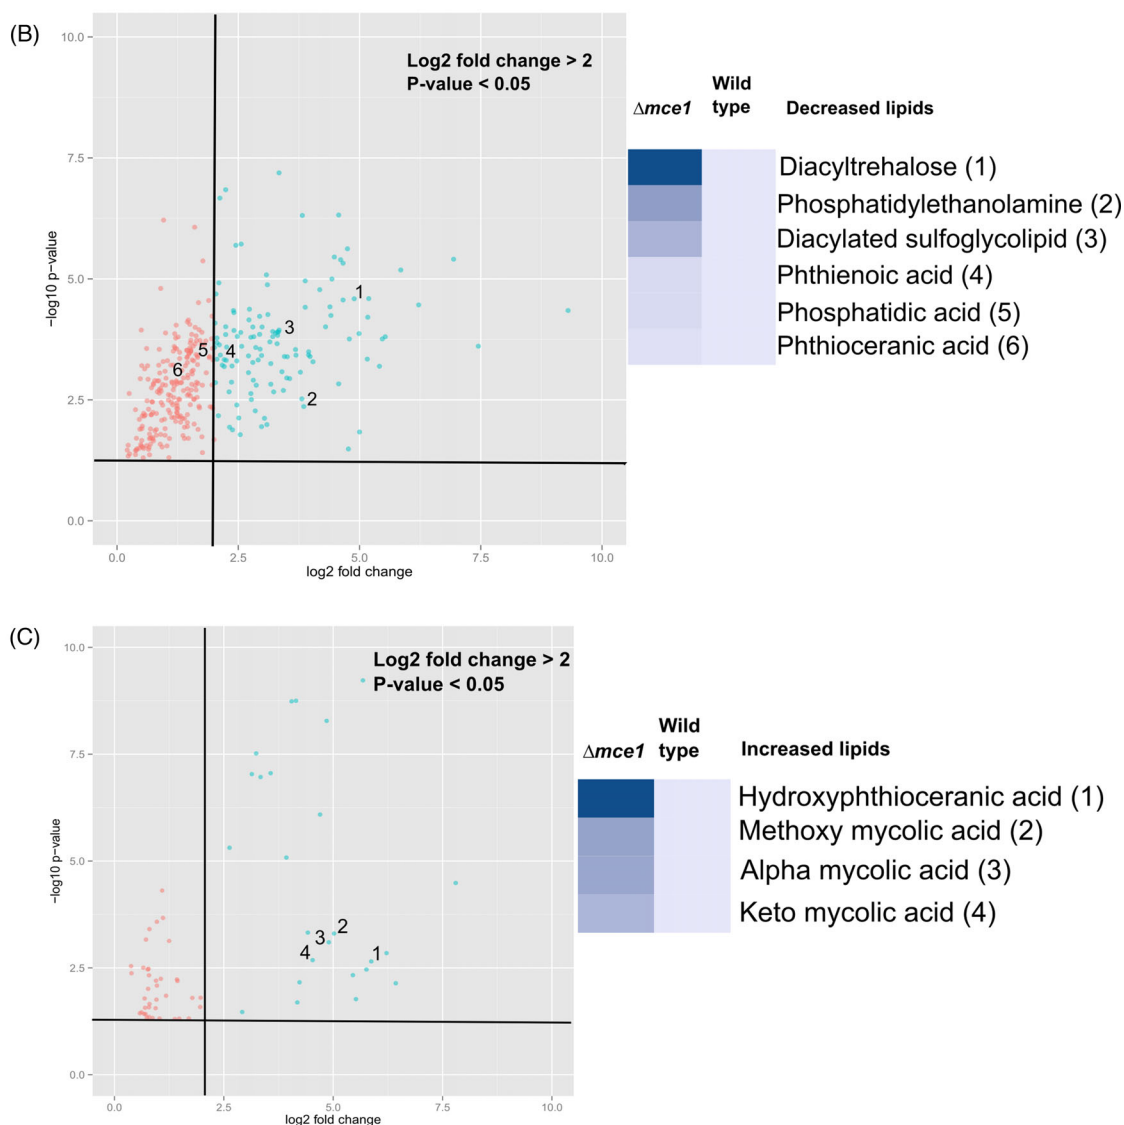 (B)
Log2 fold change > 2
P-value < 0.05
10.0
7.5
5.0
2.5
0.0
−log10 p−value
1
3
5
4
6
2
0.0 2.5 5.0 7.5 10.0
log2 fold change
Δmce1
Wild
type
Decreased lipids
Diacyltrehalose (1)
Phosphatidylethanolamine (2)
Diacylated sulfoglycolipid (3)
Phthienoic acid (4)
Phosphatidic acid (5)
Phthioceranic acid (6)
(C)
Log2 fold change > 2
P-value < 0.05
10.0
7.5
5.0
2.5
0.0
−log10 p−value
2
3
4
1
0.0 2.5 5.0 7.5 10.0
log2 fold change
Δmce1
Wild
type
Increased lipids
Hydroxyphthioceranic acid (1)
Methoxy mycolic acid (2)
Alpha mycolic acid (3)
Keto mycolic acid (4)